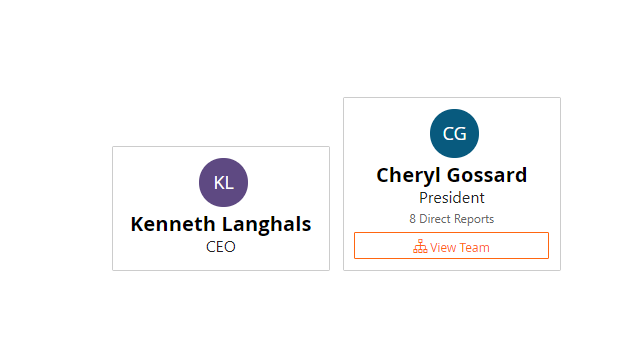 KL
Kenneth Langhals
CEO
CG
Cheryl Gossard
President
8 Direct Reports
View Team